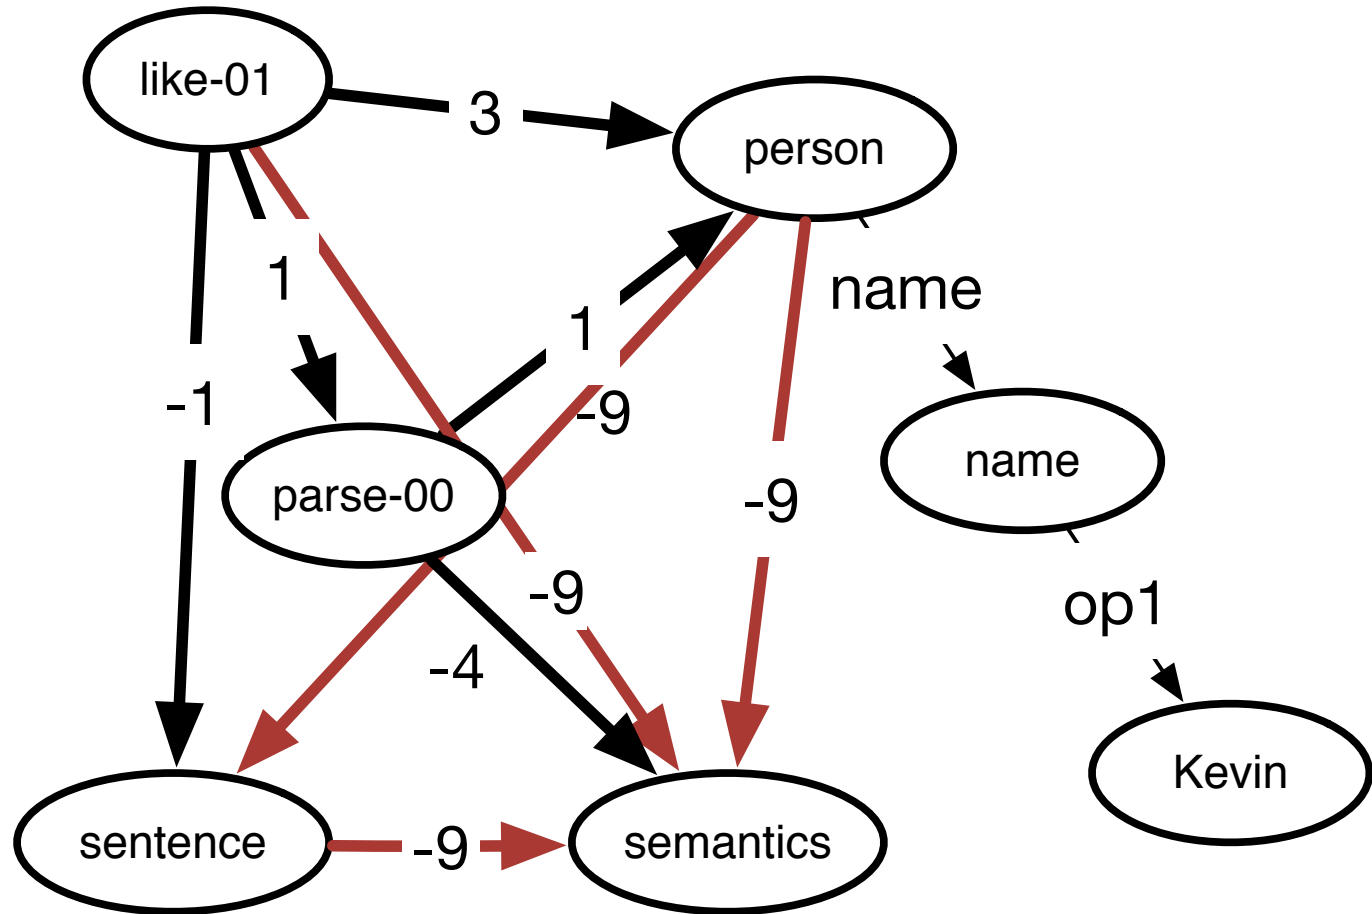 like-01
3
person
1
name
1
-1
-9
name
parse-00
-9
-9
op1
-4
Kevin
sentence
-9
semantics